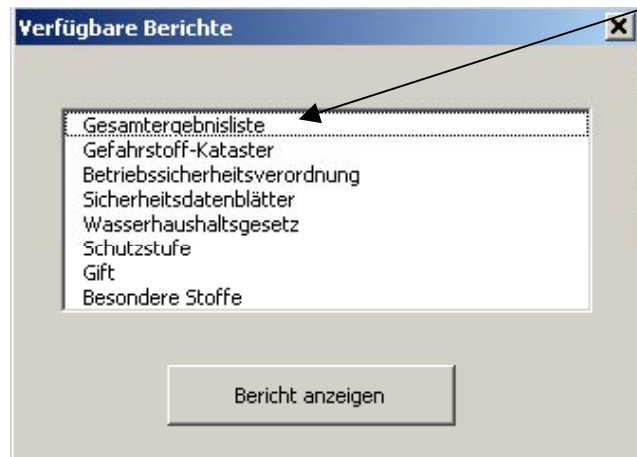 Verfügbare Berichte
Gesamtergebnisliste
Gefahrstoff-Kataster
Betriebssicherheitsverordnung
Sicherheitsdatenblätter
Wasserhaushaltsgesetz
Schutzstufe
Gift
Besondere Stoffe
Bericht anzeigen